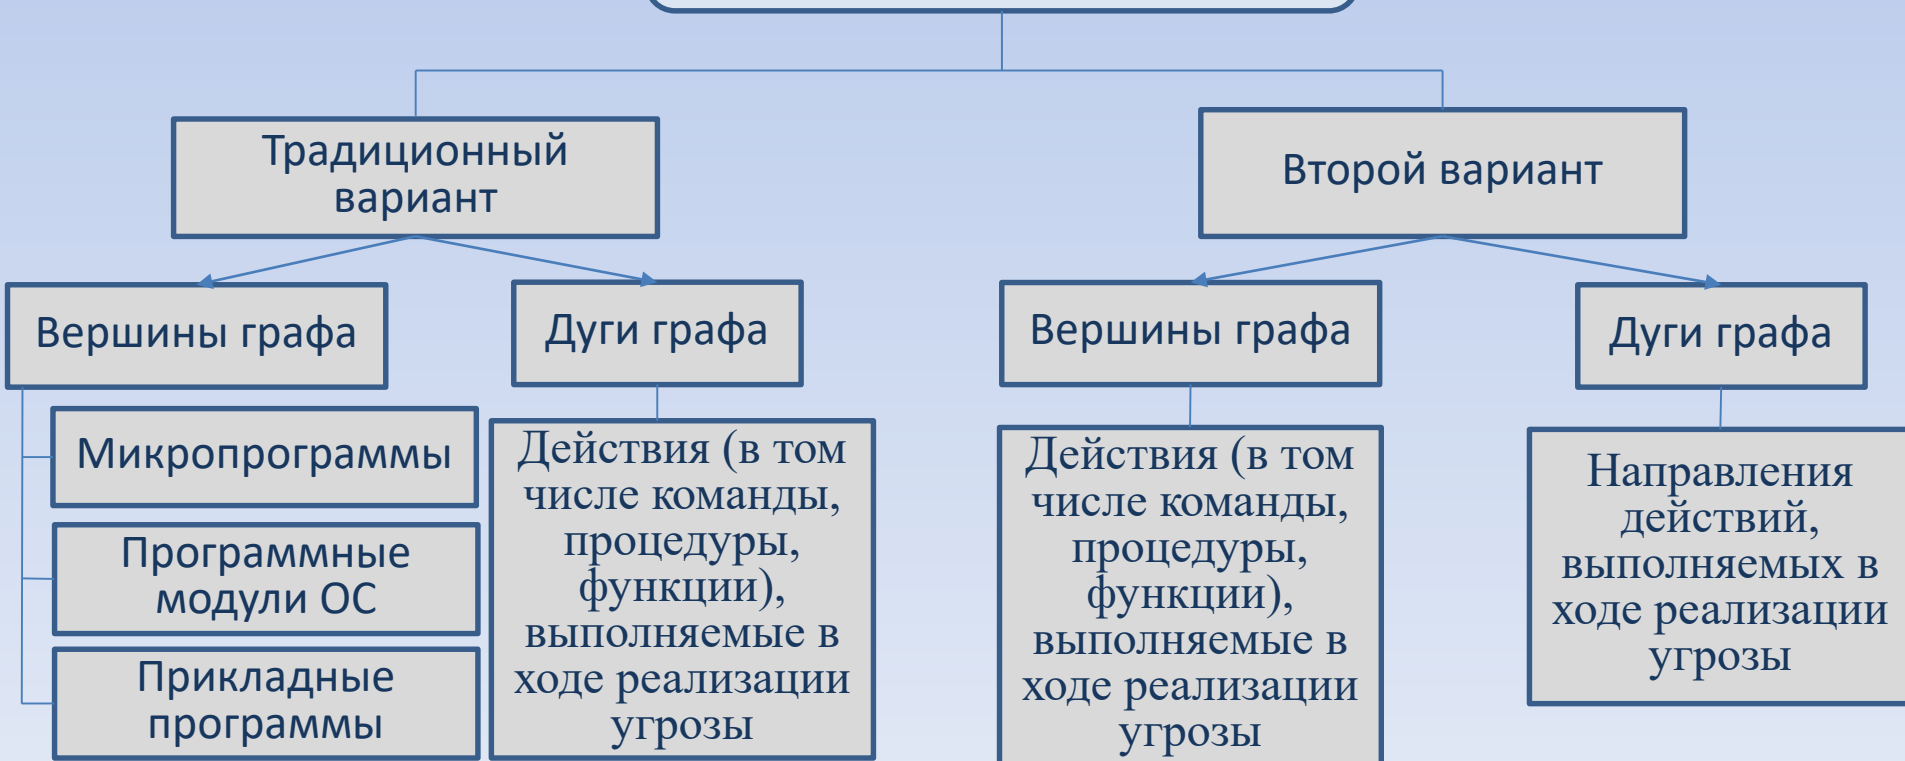 Традиционный
вариант
Второй вариант
Вершины графа
Дуги графа
Вершины графа
Дуги графа
Микропрограммы
Программные
модули ОС
Прикладные
программы
Действия (в том
числе команды,
процедуры,
функции),
выполняемые в
ходе реализации
угрозы
Действия (в том
числе команды,
процедуры,
функции),
выполняемые в
ходе реализации
угрозы
Направления
действий,
выполняемых в
ходе реализации
угрозы